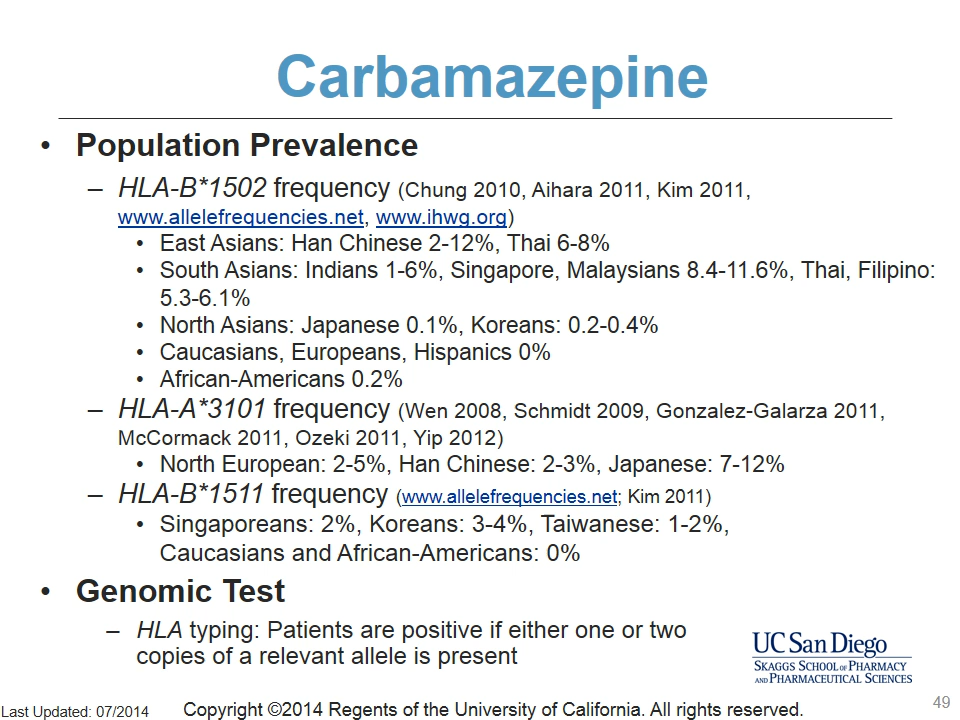 Carbamazepine
• Population Prevalence
– HLA-B*1502 frequency (Chung 2010, Aihara 2011, Kim 2011,
www.allelefrequencies.net, www.ihwg.org)
• East Asians: Han Chinese 2-12%, Thai 6-8%
• South Asians: Indians 1-6%, Singapore, Malaysians 8.4-11.6%, Thai, Filipino:
5.3-6.1%
• North Asians: Japanese 0.1%, Koreans: 0.2-0.4%
• Caucasians, Europeans, Hispanics 0%
• African-Americans 0.2%
– HLA-A*3101 frequency (Wen 2008, Schmidt 2009, Gonzalez-Galarza 2011,
McCormack 2011, Ozeki 2011, Yip 2012)
• North European: 2-5%, Han Chinese: 2-3%, Japanese: 7-12%
– HLA-B*1511 frequency (www.allelefrequencies.net; Kim 2011)
• Singaporeans: 2%, Koreans: 3-4%, Taiwanese: 1-2%,
Caucasians and African-Americans: 0%
• Genomic Test
– HLA typing: Patients are positive if either one or two
copies of a relevant allele is present
UC San Diego
SKAGGS SCHOOL OF PHARMACY
AND PHARMACEUTICAL SCIENCES
Last Updated: 07/2014
Copyright ©2014 Regents of the University of California. All rights reserved.
49